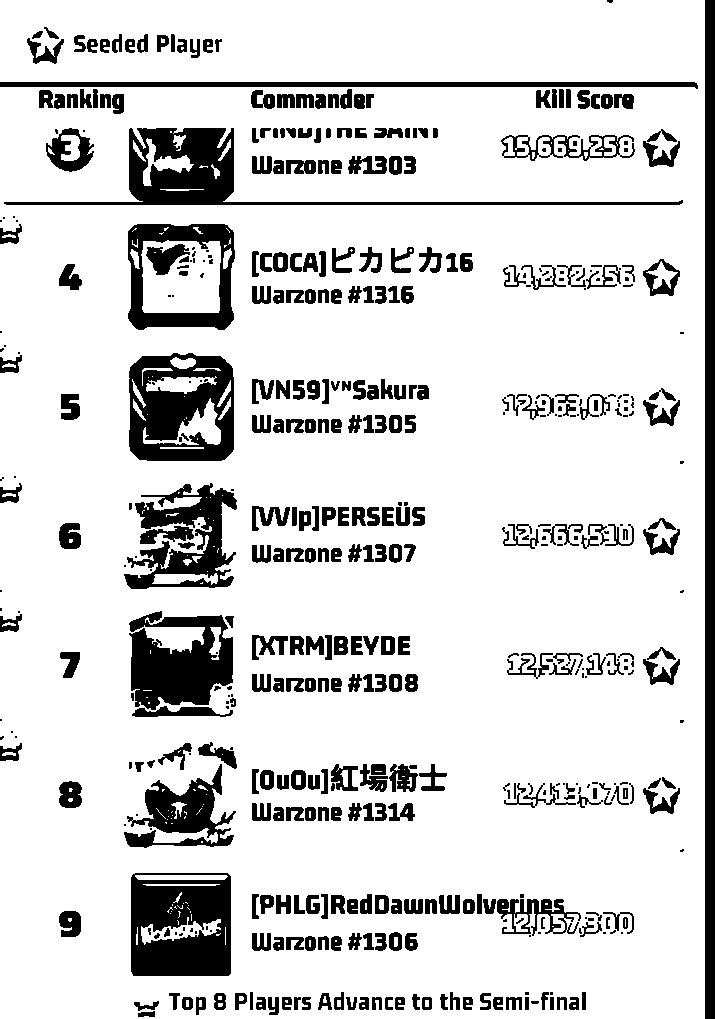 Seeded Player
Ranking Commander Kill Score
3 [PIND]THE SAINT 15,669,258
Warzone #1303
4 [COCA]ピカピカ16 14,282,256
Warzone #1316
5 [VN59]ᵛᶰSakura 12,963,018
Warzone #1305
6 [VVIp]PERSEÜS 12,666,510
Warzone #1307
7 [XTRM]BEYDE 12,527,148
Warzone #1308
8 [OuOu]紅場衛士 12,413,070
Warzone #1314
9 [PHLG]RedDawnWolverines 12,057,300
WOLVERINES
Warzone #1306
Top 8 Players Advance to the Semi-final